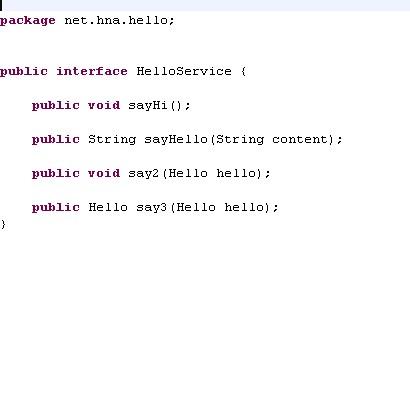 package net.hna.hello;
public interface HelloService {
public void sayHi();
public String sayHello(String content);
public void say2(Hello hello);
public Hello say3(Hello hello);
}